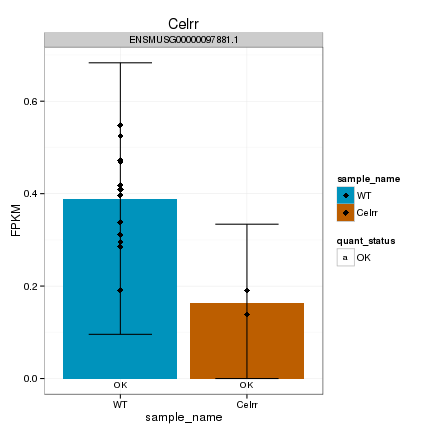 Celrr
ENSMUSG00000097881.1
FPKM
0.6
0.4
0.2
0.0
OK
OK
WT
Celrr
sample_name
sample_name
WT
Celrr
quant_status
a
OK